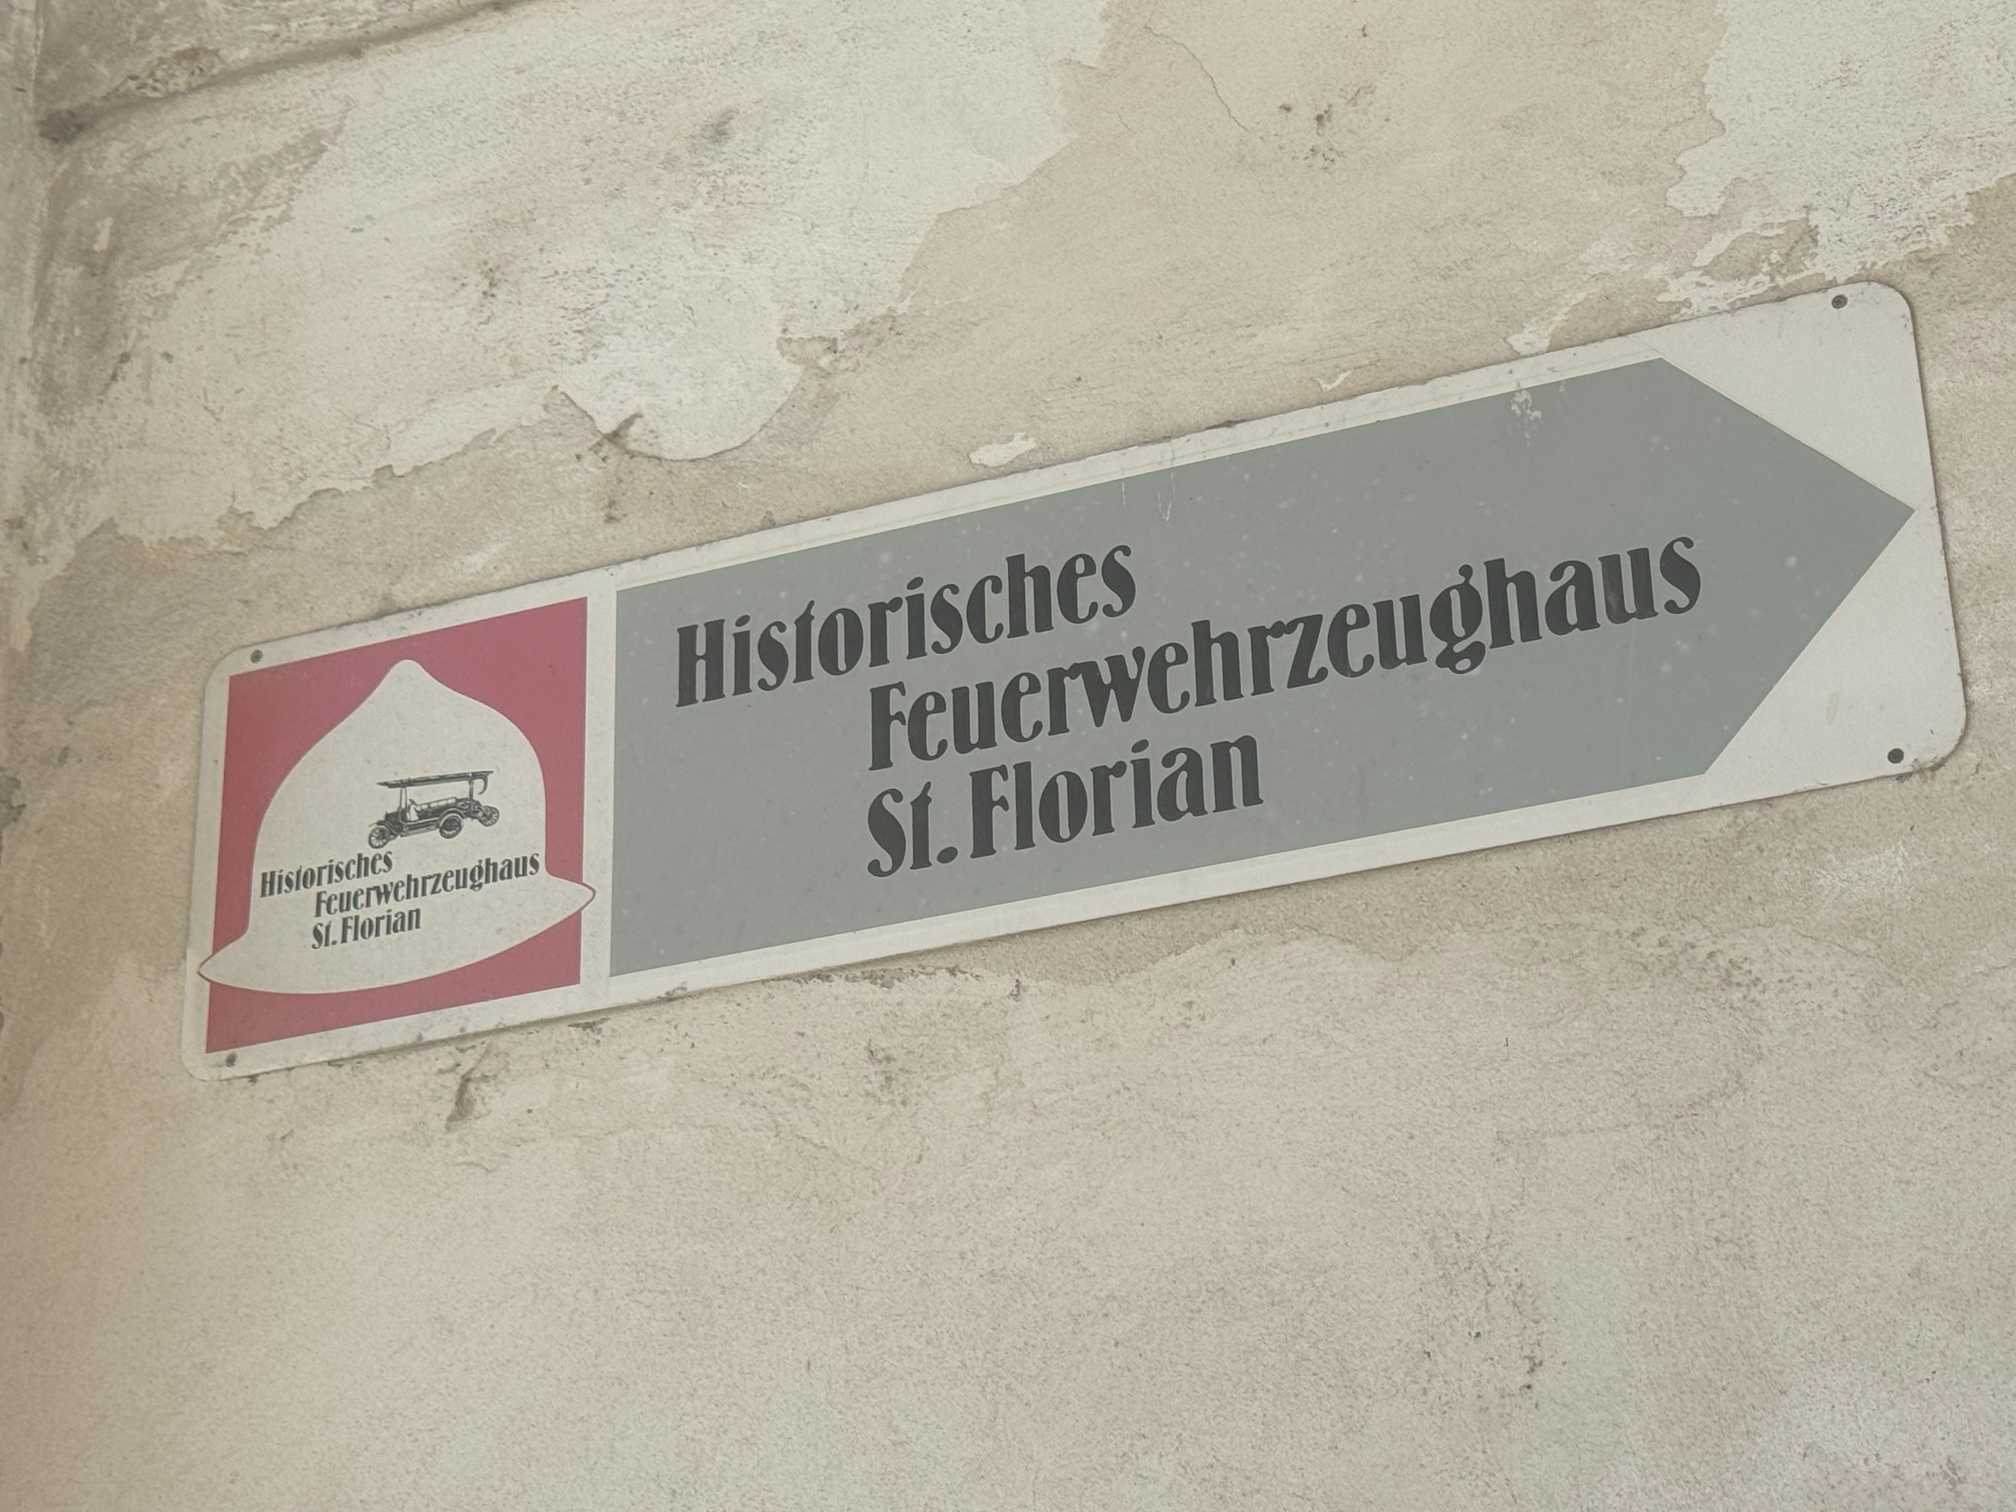 Historisches
Feuerwehrzeughaus
St. Florian
Historisches
Feuerwehrzeughaus
St. Florian